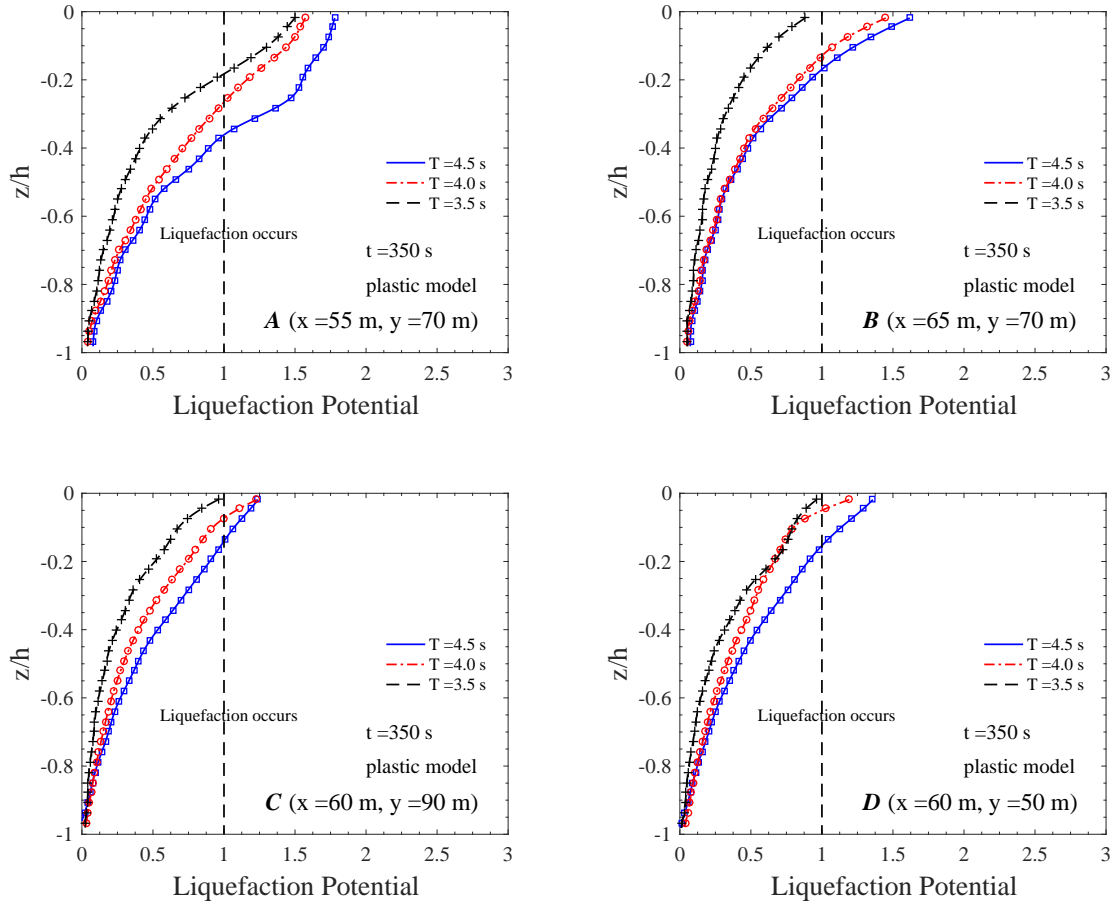 0
-0.2
-0.4
-0.6
-0.8
-1
z/h
T =4.5 s
T =4.0 s
T =3.5 s
Liquefaction occurs
t =350 s
plastic model
A (x =55 m, y =70 m)
0 0.5 1 1.5 2 2.5 3
Liquefaction Potential
0
-0.2
-0.4
-0.6
-0.8
-1
z/h
T =4.5 s
T =4.0 s
T =3.5 s
Liquefaction occurs
t =350 s
plastic model
B (x =65 m, y =70 m)
0 0.5 1 1.5 2 2.5 3
Liquefaction Potential
0
-0.2
-0.4
-0.6
-0.8
-1
z/h
T =4.5 s
T =4.0 s
T =3.5 s
Liquefaction occurs
t =350 s
plastic model
C (x =60 m, y =90 m)
0 0.5 1 1.5 2 2.5 3
Liquefaction Potential
0
-0.2
-0.4
-0.6
-0.8
-1
z/h
T =4.5 s
T =4.0 s
T =3.5 s
Liquefaction occurs
t =350 s
plastic model
D (x =60 m, y =50 m)
0 0.5 1 1.5 2 2.5 3
Liquefaction Potential